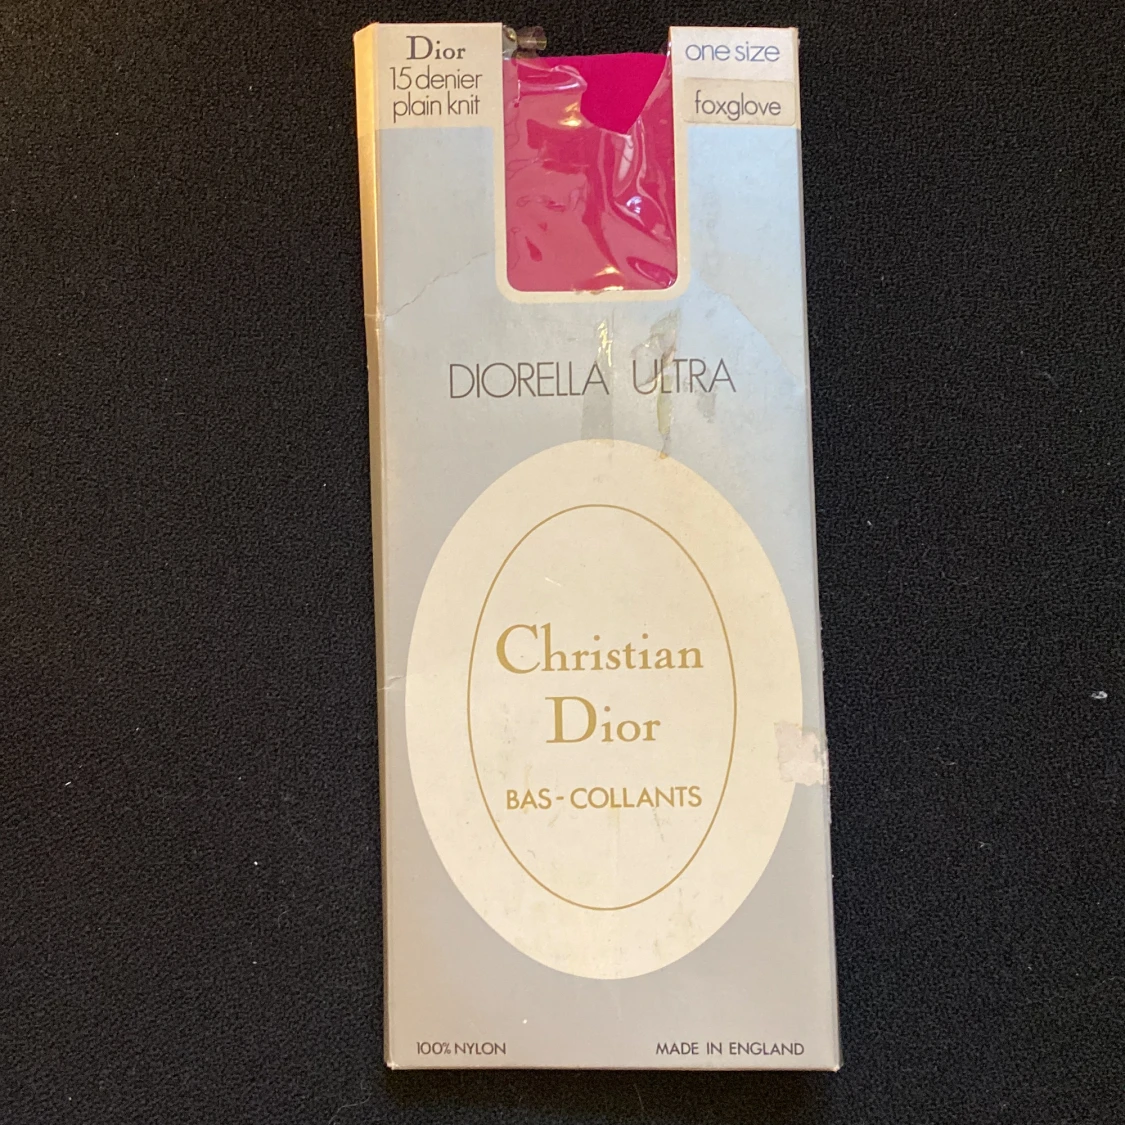 Dior
15 denier
plain knit
one size
foxglove
DIORELLA ULTRA
Christian
Dior
BAS-COLLANTS
100% NYLON
MADE IN ENGLAND